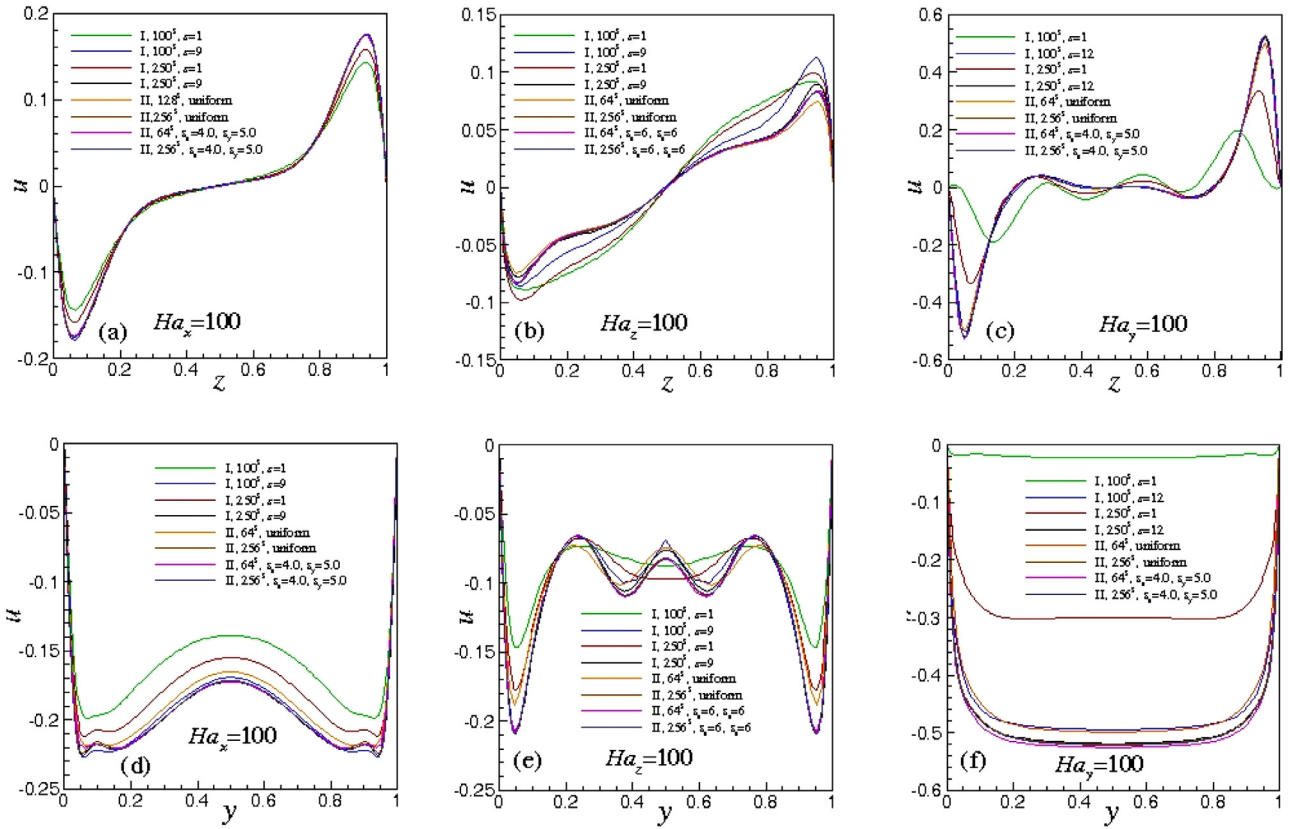 0.2
0.1
0
-0.1
-0.2
u
I, 100³, ε=1
I, 100³, ε=9
I, 250³, ε=1
I, 250³, ε=9
II, 128³, uniform
II,256³, uniform
II, 64³, sₓ=4.0, sᵧ=5.0
II, 256³, sₓ=4.0, sᵧ=5.0
(a)
Haₓ=100
0 0.2 0.4 0.6 0.8 1
z
0.15
0.1
0.05
0
-0.05
-0.1
-0.15
u
I, 100³, ε=1
I, 100³, ε=9
I, 250³, ε=1
I, 250³, ε=9
II, 64³, uniform
II, 256³, uniform
II, 64³, sₓ=6, sₓ=6
II, 256³, sₓ=6, sₓ=6
(b)
Ha_z=100
0 0.2 0.4 0.6 0.8 1
z
0.6
0.4
0.2
0
-0.2
-0.4
-0.6
u
I, 100³, ε=1
I, 100³, ε=12
I, 250³, ε=1
I, 250³, ε=12
II, 64³, uniform
II, 256³, uniform
II, 64³, sₓ=4.0, sᵧ=5.0
II, 256³, sₓ=4.0, sᵧ=5.0
(c)
Ha_y=100
0 0.2 0.4 0.6 0.8 1
z
0
-0.05
-0.1
-0.15
-0.2
-0.25
u
I, 100³, ε=1
I, 100³, ε=9
I, 250³, ε=1
I, 250³, ε=9
II, 64³, uniform
II, 256³, uniform
II, 64³, sₓ=4.0, sᵧ=5.0
II, 256³, sₓ=4.0, sᵧ=5.0
Haₓ=100
(d)
0 0.2 0.4 0.6 0.8 1
y
0
-0.05
-0.1
-0.15
-0.2
-0.25
u
I, 100³, ε=1
I, 100³, ε=9
I, 250³, ε=1
I, 250³, ε=9
II, 64³, uniform
II, 256³, uniform
II, 64³, sₓ=6, sₓ=6
II, 256³, sₓ=6, sₓ=6
(e)
Ha_z=100
0 0.2 0.4 0.6 0.8 1
y
0
-0.1
-0.2
-0.3
-0.4
-0.5
-0.6
I, 100³, ε=1
I, 100³, ε=12
I, 250³, ε=1
I, 250³, ε=12
II, 64³, uniform
II, 256³, uniform
II, 64³, sₓ=4.0, sᵧ=5.0
II, 256³, sₓ=4.0, sᵧ=5.0
(f)
Ha_y=100
0 0.2 0.4 0.6 0.8 1
y